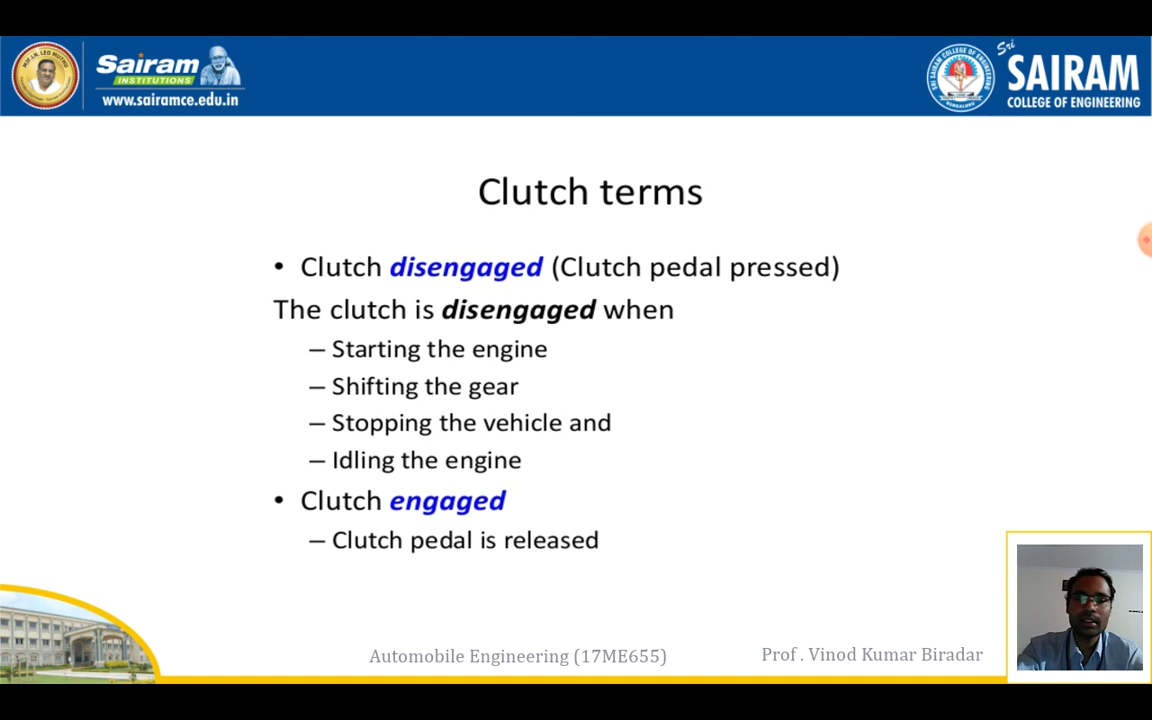 Sairam
INSTITUTIONS
www.sairamce.edu.in
Sri
SAIRAM
COLLEGE OF ENGINEERING
Clutch terms
• Clutch disengaged (Clutch pedal pressed)
The clutch is disengaged when
– Starting the engine
– Shifting the gear
– Stopping the vehicle and
– Idling the engine
• Clutch engaged
– Clutch pedal is released
Automobile Engineering (17ME655)
Prof . Vinod Kumar Biradar